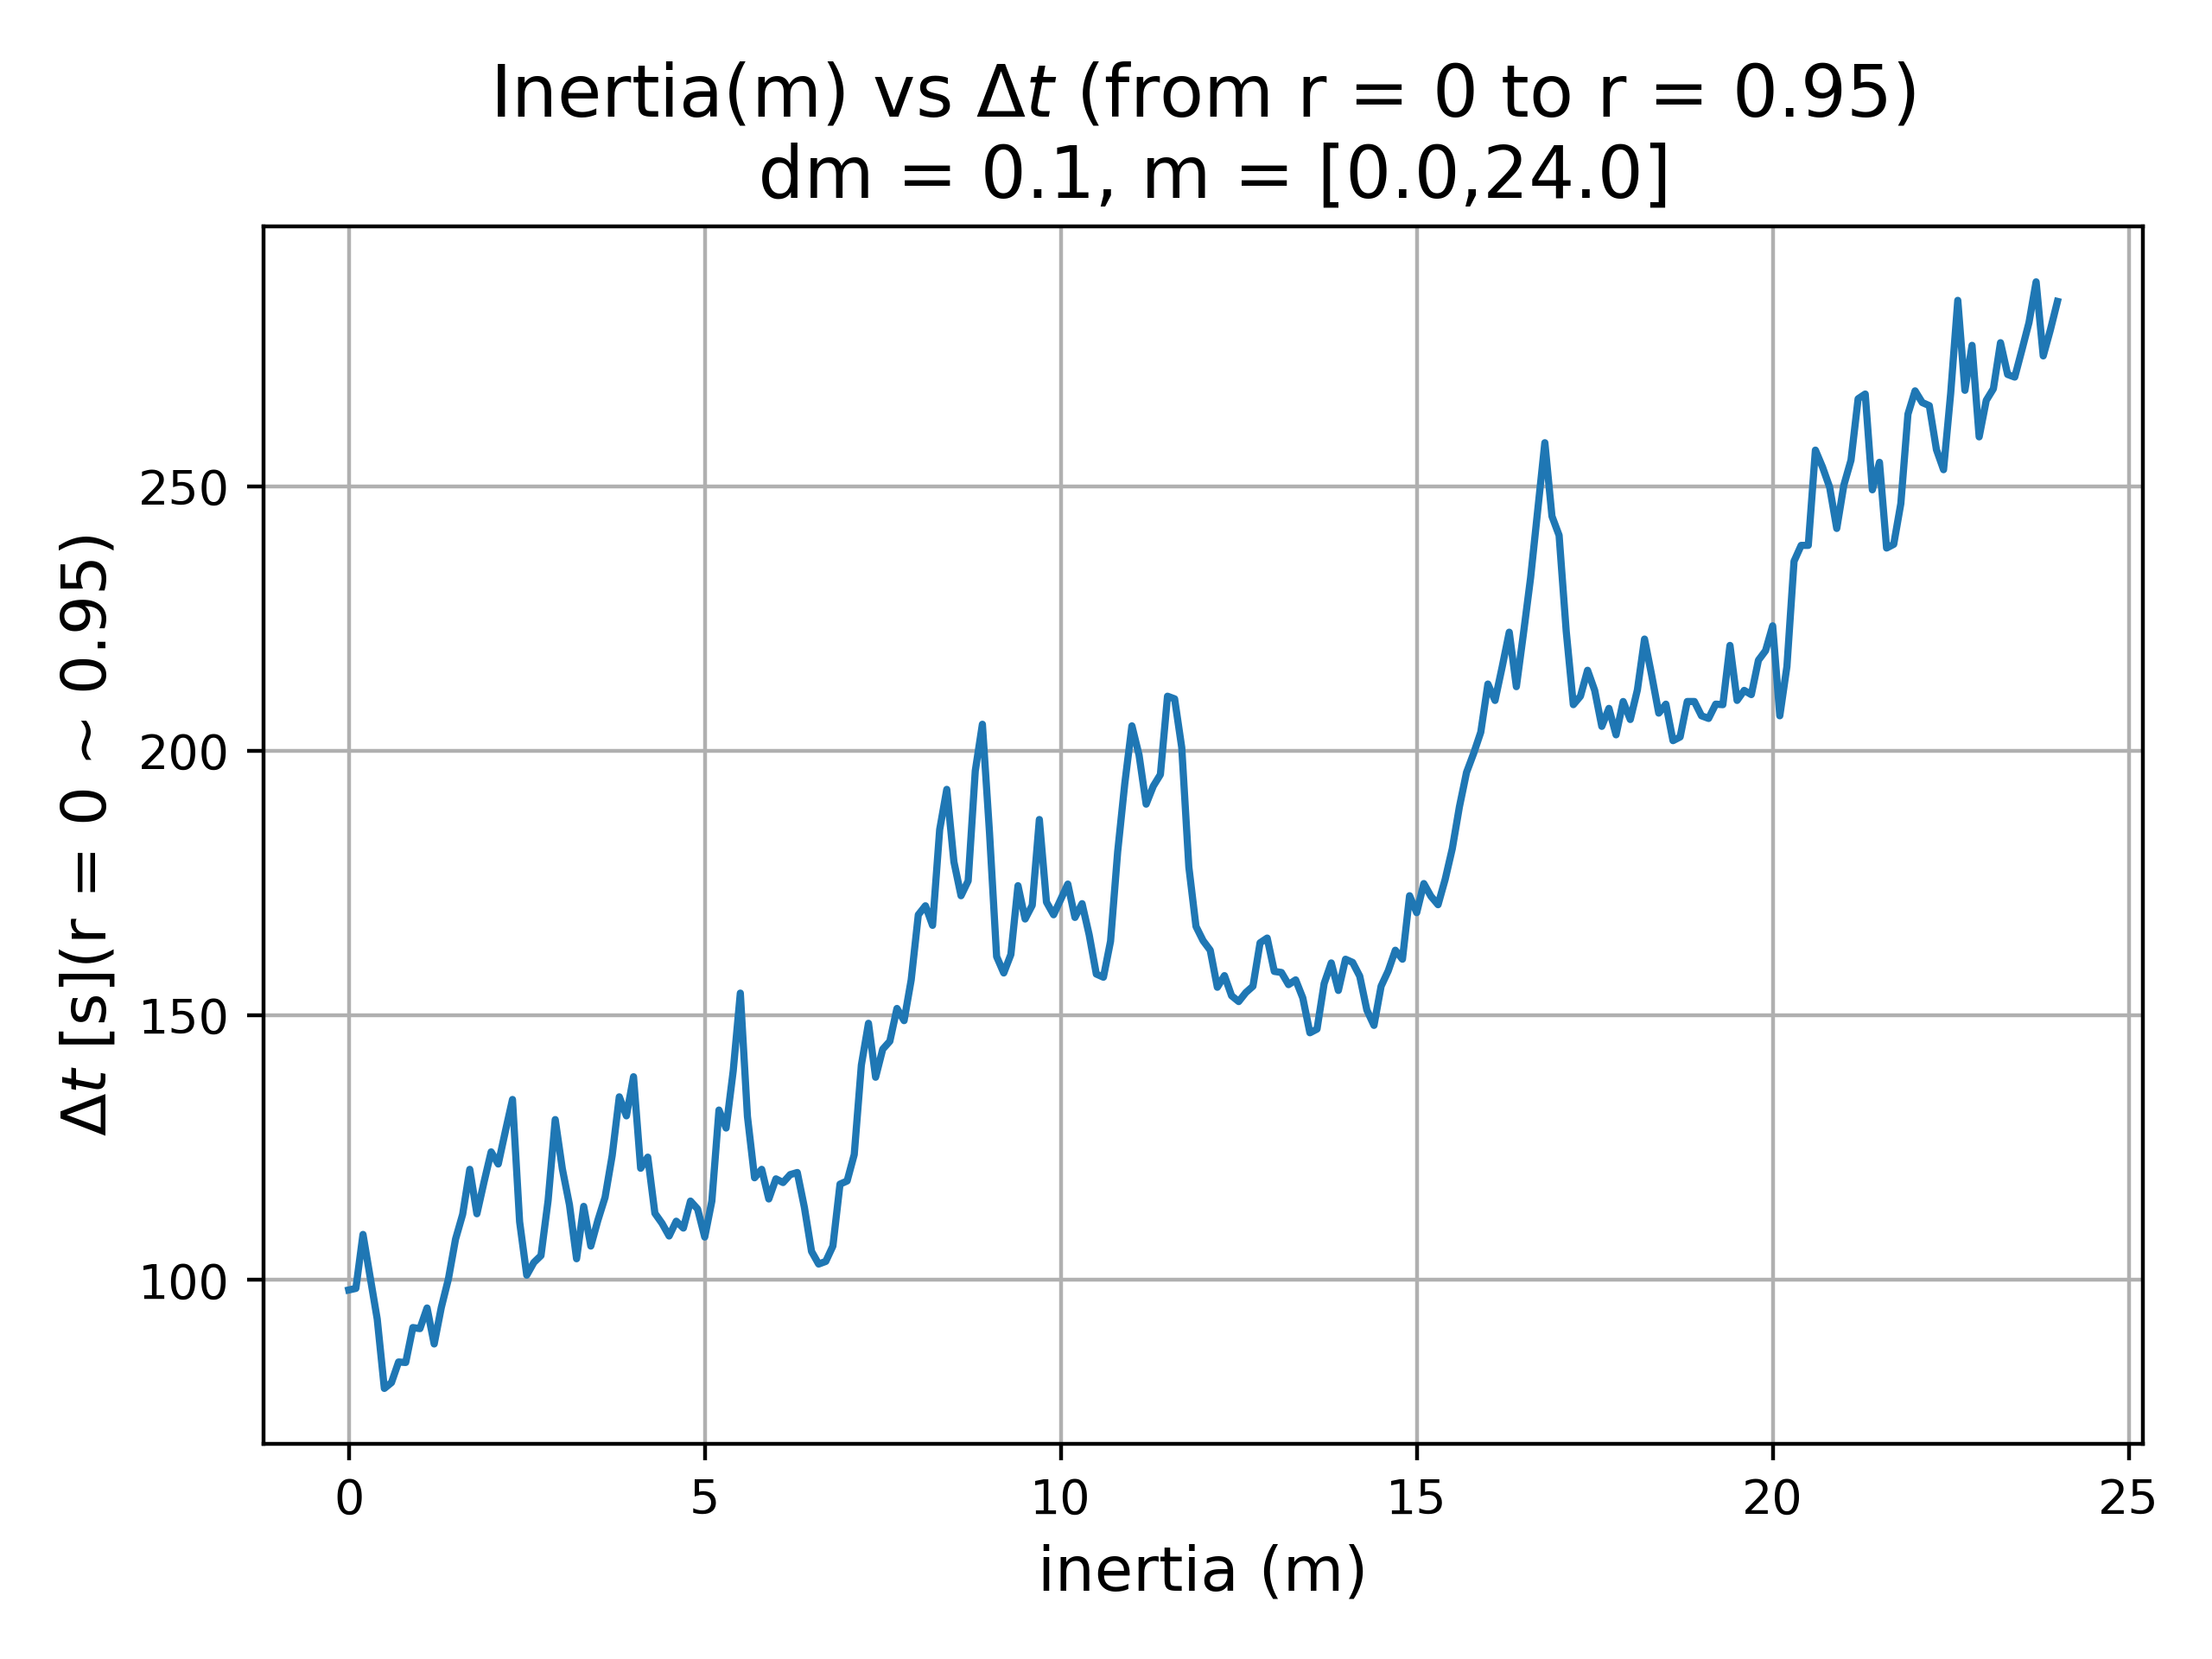 Inertia(m) vs Δt (from r = 0 to r = 0.95)
dm = 0.1, m = [0.0,24.0]
Δt [s](r = 0 ~ 0.95)
250
200
150
100
0 5 10 15 20 25
inertia (m)